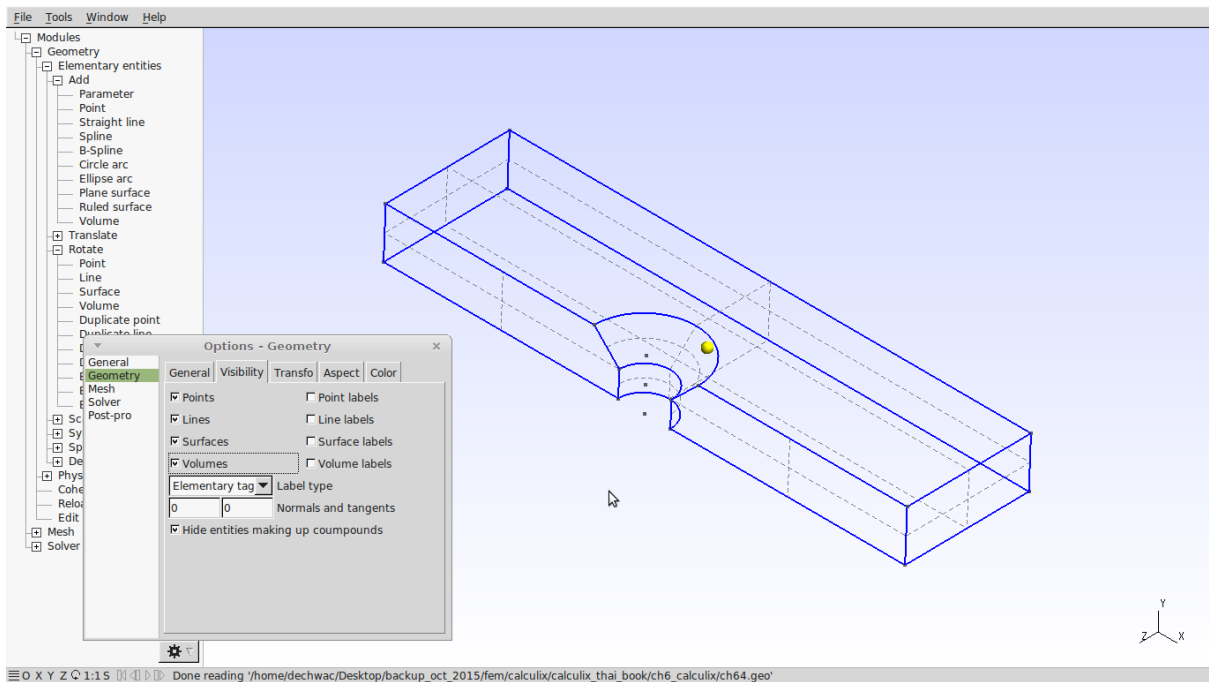 File Tools Window Help
Modules
Geometry
Elementary entities
Add
Parameter
Point
Straight line
Spline
B-Spline
Circle arc
Ellipse arc
Plane surface
Ruled surface
Volume
Translate
Rotate
Point
Line
Surface
Volume
Duplicate point
Phys
Cohe
Reloa
Edit
Mesh
Solver
Options - Geometry
General
Geometry
Mesh
Solver
Post-pro
General Visibility Transfo Aspect Color
Points Point labels
Lines Line labels
Surfaces Surface labels
Volumes Volume labels
Elementary tag Label type
0 0 Normals and tangents
Hide entities making up coumpounds
Y
Z X
O X Y Z 1:1 S Done reading '/home/dechwac/Desktop/backup_oct_2015/fem/calculix/calculix_thai_book/ch6_calculix/ch64.geo'